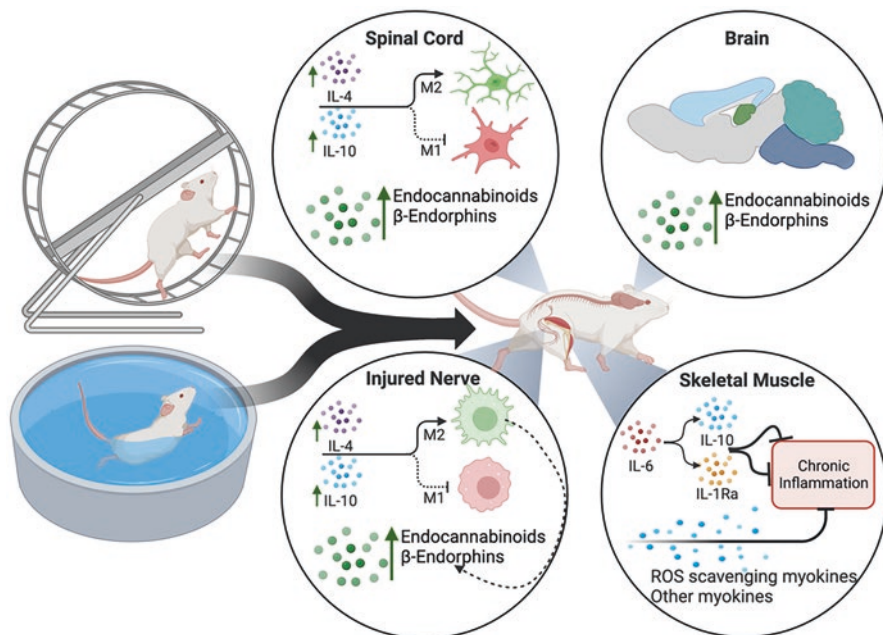 Spinal Cord
IL-4
M2
IL-10
M1
Endocannabinoids
β-Endorphins
Brain
Endocannabinoids
β-Endorphins
Injured Nerve
IL-4
M2
IL-10
M1
Endocannabinoids
β-Endorphins
Skeletal Muscle
IL-6
IL-10
IL-1Ra
Chronic
Inflammation
ROS scavenging myokines
Other myokines